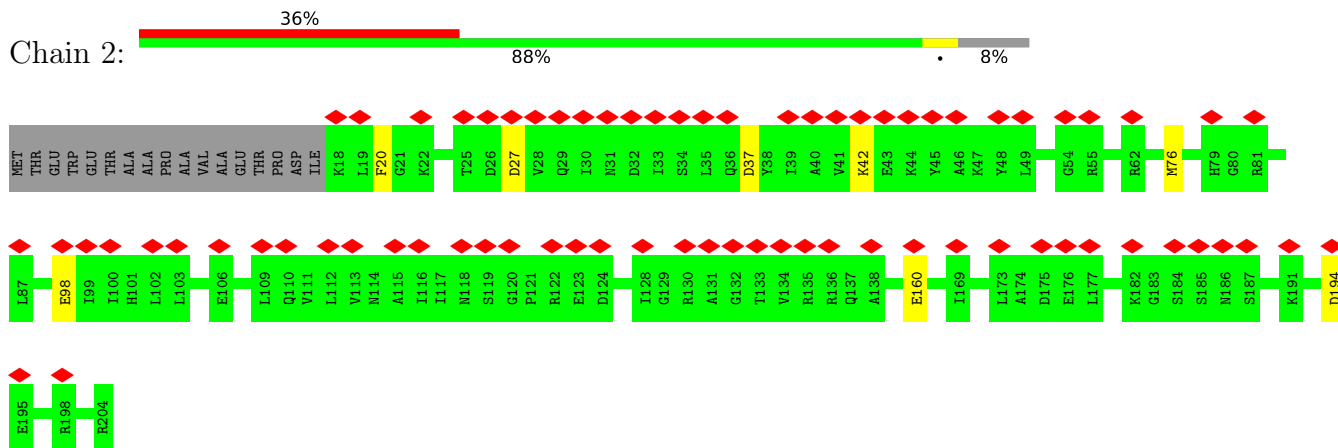 36%
Chain 2:
88%
• 8%
MET THR GLU TRP GLU THR THR ALA ALA PRO ALA VAL ALA GLU THR PRO ASP ILE K18 L19 F20 G21 K22 T25 D26 D27 V28 Q29 I30 N31 D32 I33 S34 L35 Q36 D37 Y38 I39 A40 V41 K42 E43 K44 Y45 A46 K47 Y48 L49 G54 R55 R62 M76 H79 G80 R81
L87 E98 I99 I100 H101 L102 L103 E106 L109 Q110 V111 L112 V113 N114 A115 I116 I117 N118 S119 G120 P121 R122 E123 D124 I128 G129 R130 A131 G132 T133 V134 R135 R136 Q137 A138 E160 I169 L173 A174 D175 E176 L177 K182 G183 S184 S185 N186 S187 K191 D194
E195 R198 R204